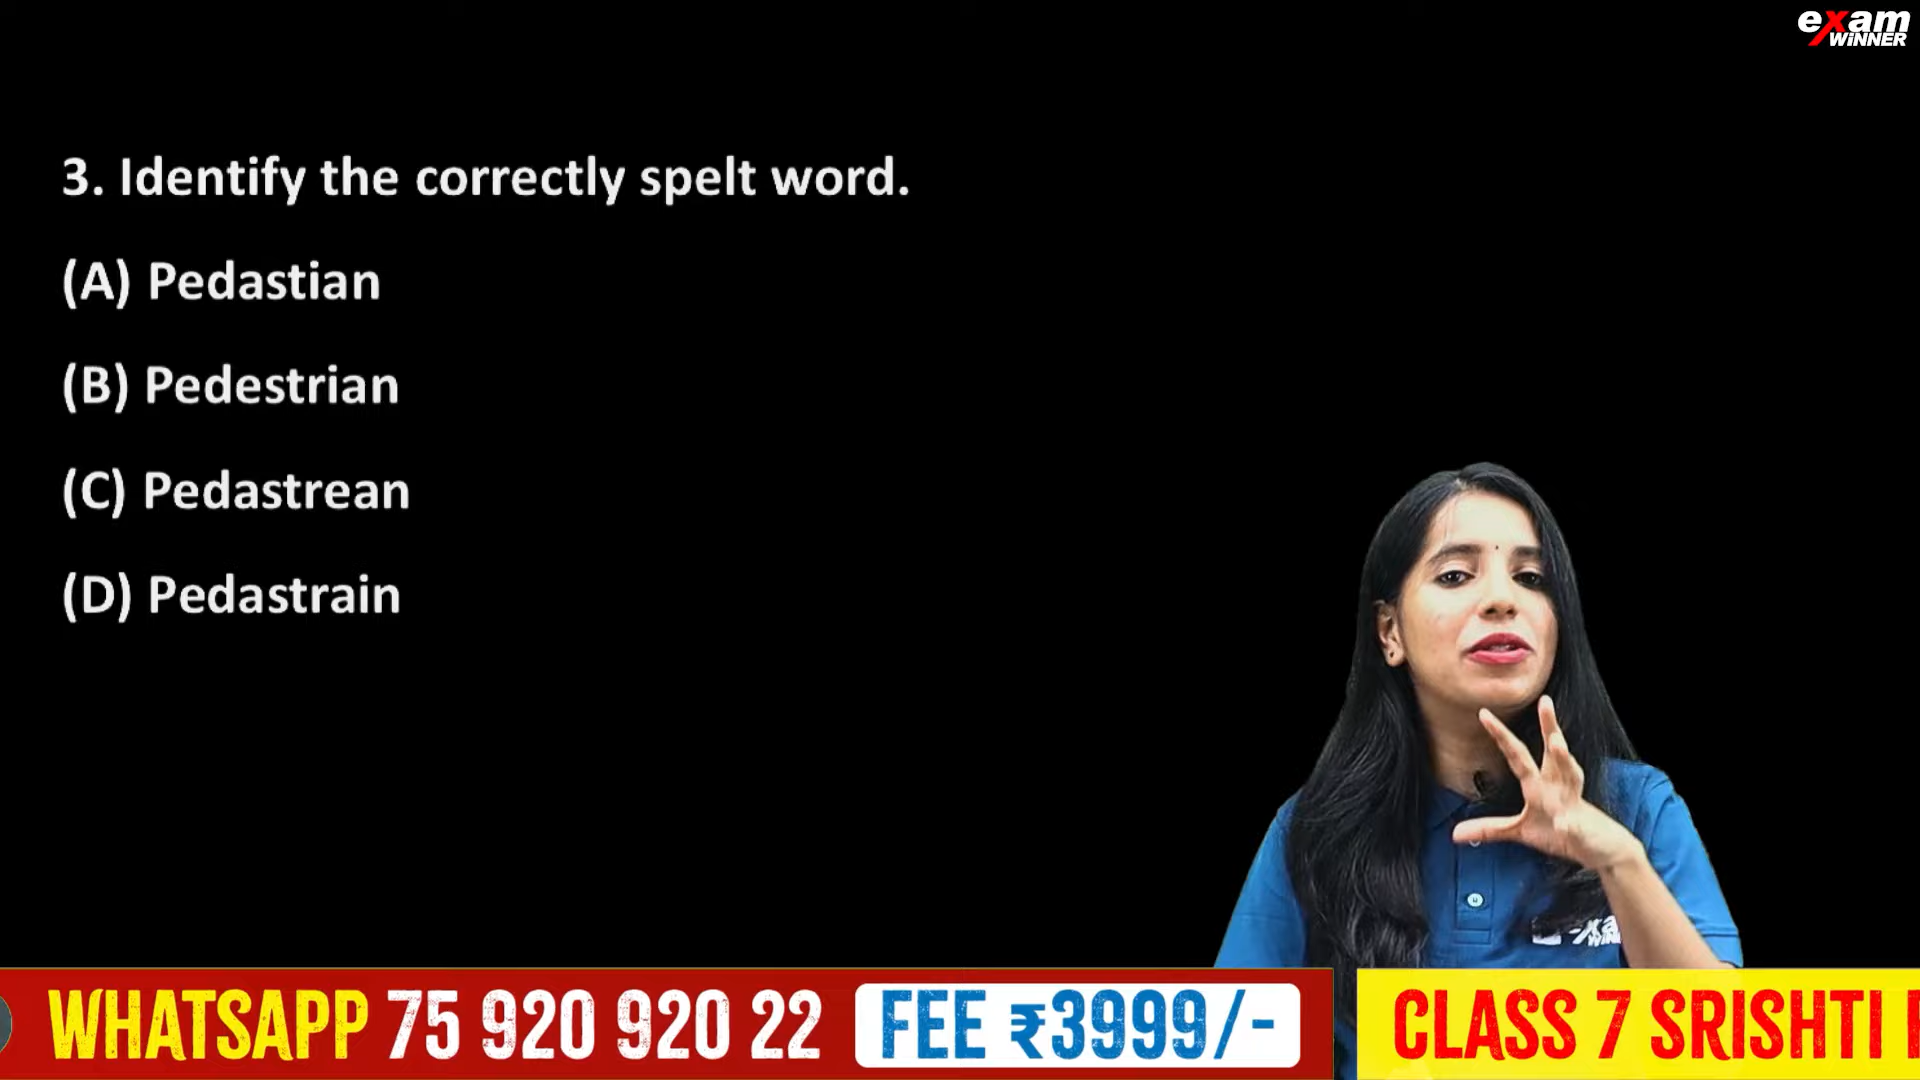 exam
WINNER
3. Identify the correctly spelt word.
(A) Pedastian
(B) Pedestrian
(C) Pedastrean
(D) Pedastrain
WHATSAPP 75 920 920 22 FEE ₹3999/- CLASS 7 SRISHTI